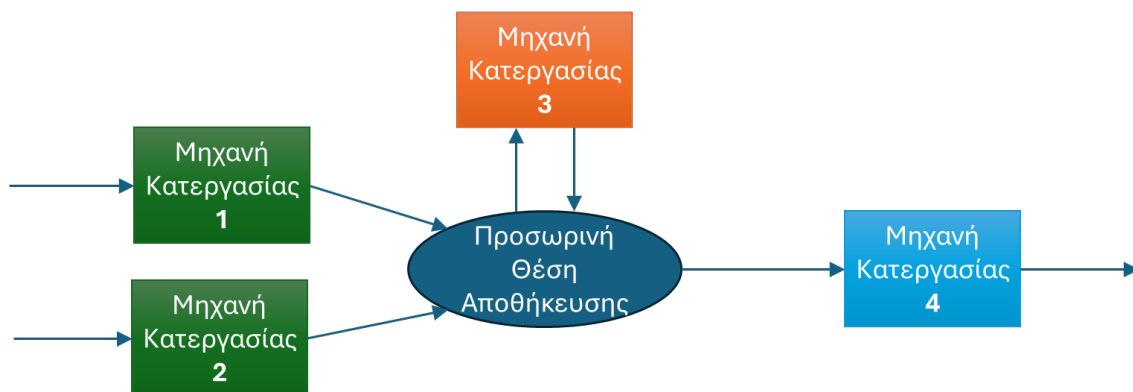 Μηχανή
Κατεργασίας
3
Μηχανή
Κατεργασίας
1
Προσωρινή
Θέση
Αποθήκευσης
Μηχανή
Κατεργασίας
4
Μηχανή
Κατεργασίας
2